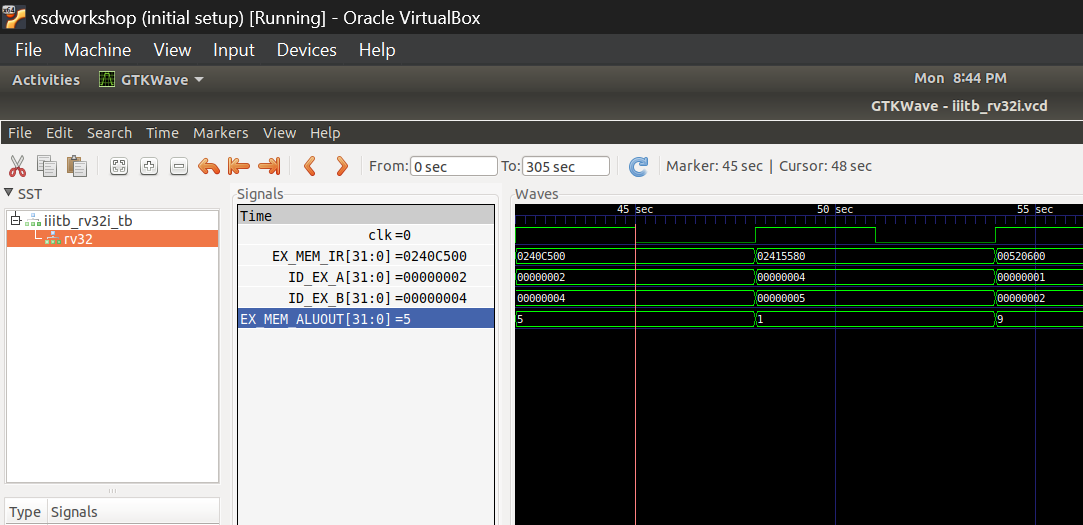 vsdworkshop (initial setup) [Running] - Oracle VirtualBox
File Machine View Input Devices Help
Activities GTKWave Mon 8:44 PM
GTKWave - iiitb_rv32i.vcd
File Edit Search Time Markers View Help
From: 0 sec To: 305 sec Marker: 45 sec | Cursor: 48 sec
SST
iiitb_rv32i_tb
rv32
Type Signals
Signals
Time
clk=0
EX_MEM_IR[31:0]=0240C500
ID_EX_A[31:0]=00000002
ID_EX_B[31:0]=00000004
EX_MEM_ALUOUT[31:0]=5
Waves
45 sec 50 sec 55 sec
0240C500 02415580 00520600
00000002 00000004 00000001
00000004 00000005 00000002
5 1 9